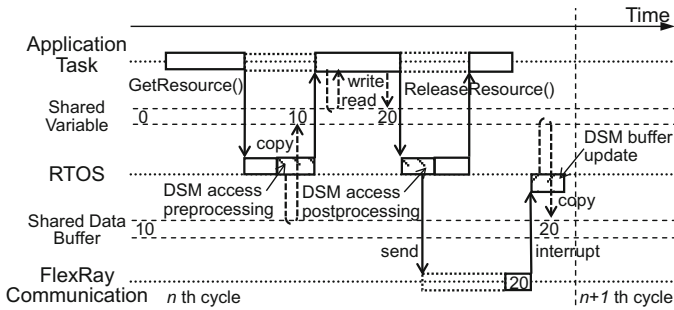 Time
Application
Task
GetResource()
write
read
ReleaseResource()
Shared
Variable
0
10
20
copy
DSM buffer
update
RTOS
DSM access
preprocessing
DSM access
postprocessing
copy
Shared Data
Buffer
10
20
send
interrupt
FlexRay
Communication
n th cycle
20
n+1 th cycle